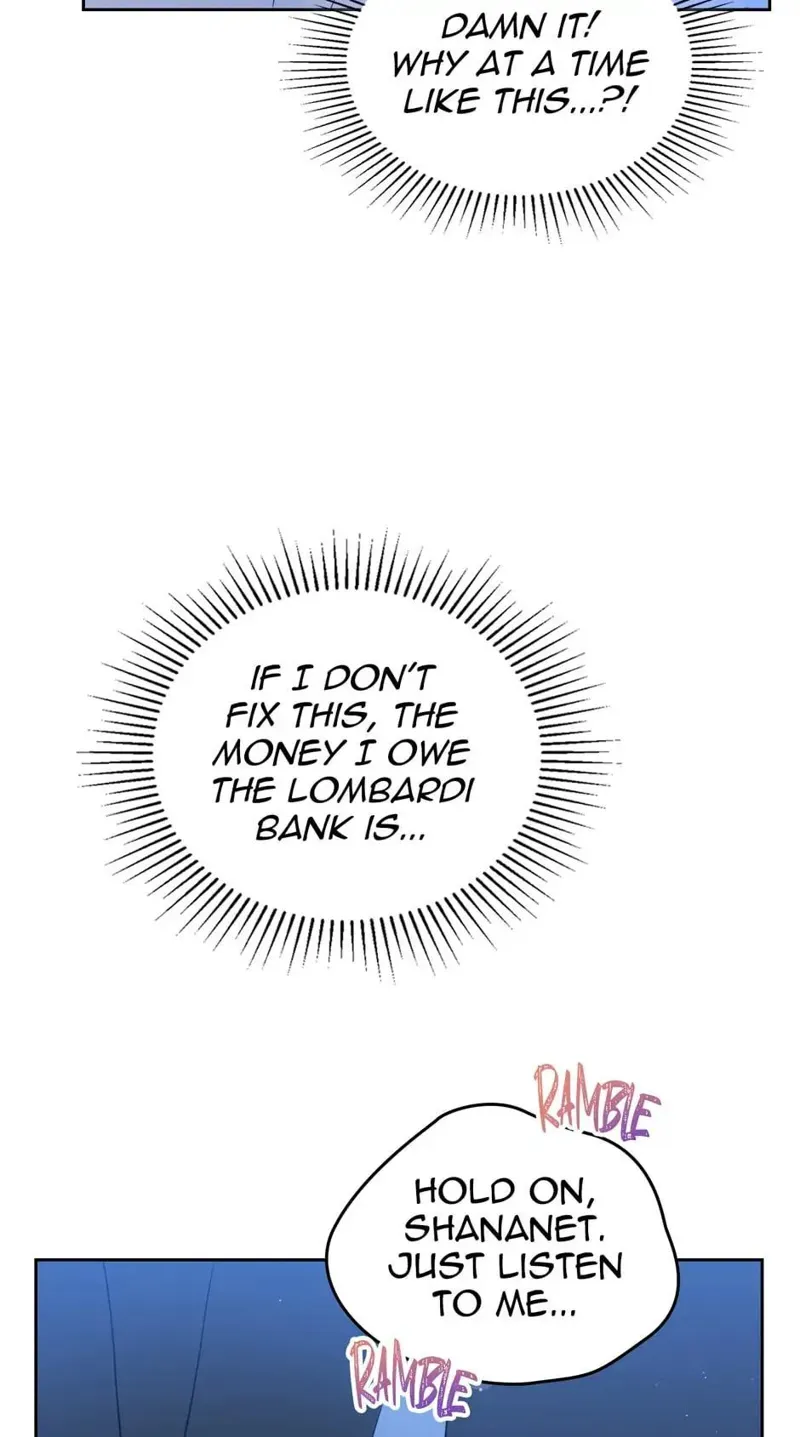 DAMN IT!
WHY AT A TIME
LIKE THIS...?!
IF I DON'T
FIX THIS, THE
MONEY I OWE
THE LOMBARDI
BANK IS...
RAMBLE
HOLD ON,
SHANANET.
JUST LISTEN
TO ME...
RAMBLE